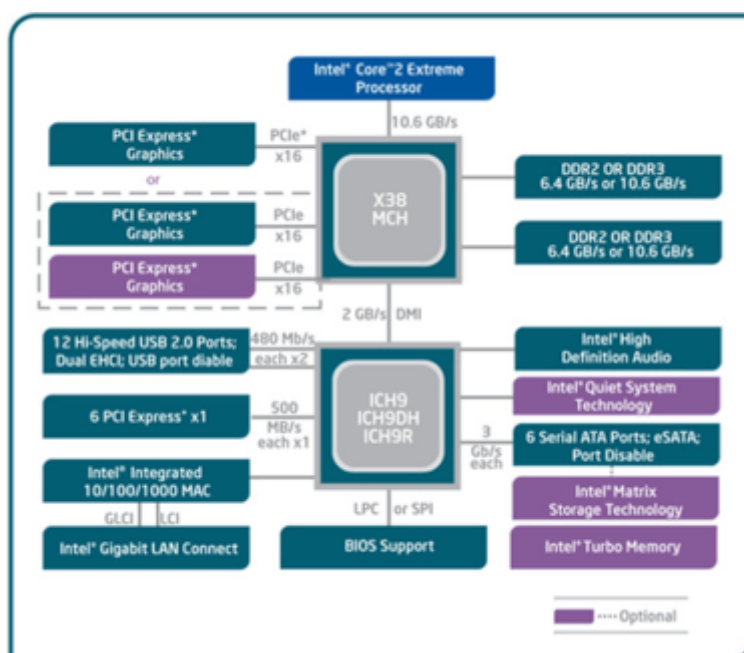 Intel® Core™2 Extreme
Processor
10.6 GB/s
PCI Express*
Graphics
PCIe*
x16
or
PCI Express*
Graphics
PCIe
x16
PCI Express*
Graphics
PCIe
x16
X38
MCH
DDR2 OR DDR3
6.4 GB/s or 10.6 GB/s
DDR2 OR DDR3
6.4 GB/s or 10.6 GB/s
2 GB/s DMI
12 Hi-Speed USB 2.0 Ports;
Dual EHCI; USB port diable
480 Mb/s
each x2
6 PCI Express* x1
500
MB/s
each x1
Intel® Integrated
10/100/1000 MAC
GLCI
LCI
Intel® Gigabit LAN Connect
ICH9
ICH9DH
ICH9R
LPC or SPI
BIOS Support
Intel® High
Definition Audio
Intel® Quiet System
Technology
3
Gb/s
each
6 Serial ATA Ports; eSATA;
Port Disable
Intel® Matrix
Storage Technology
Intel® Turbo Memory
Optional